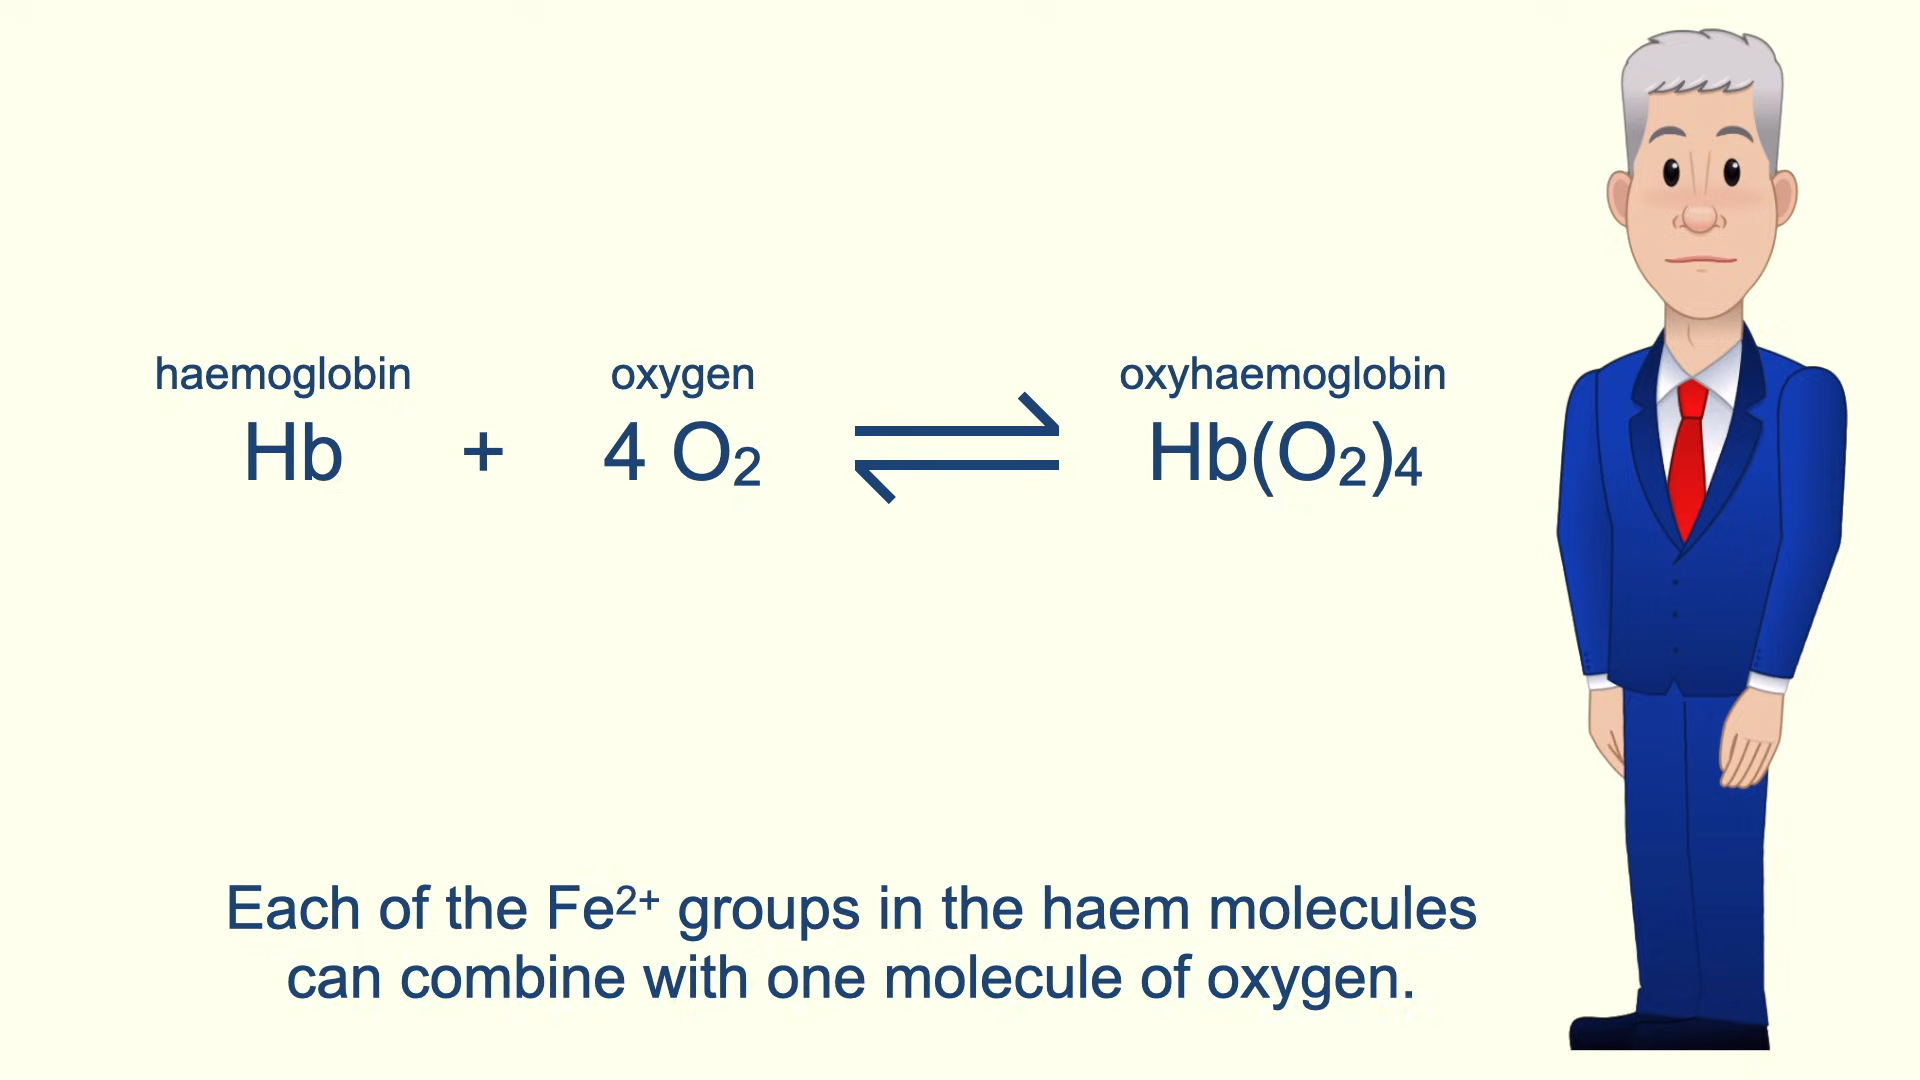 haemoglobin oxygen oxyhaemoglobin
Hb + 4 O₂ ⇌ Hb(O₂)₄
Each of the Fe²⁺ groups in the haem molecules
can combine with one molecule of oxygen.